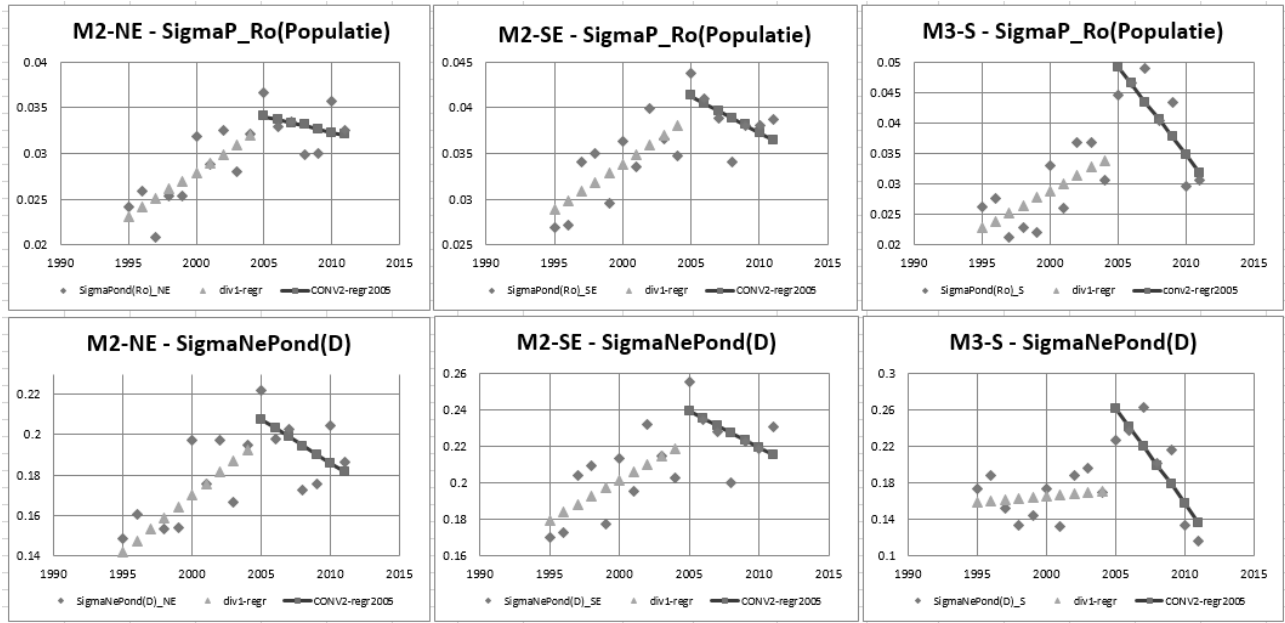 M2-NE - SigmaP_Ro(Populatie)
0.04
0.035
0.03
0.025
0.02
1990 1995 2000 2005 2010 2015
SigmaPond(Ro)_NE div1-regr CONV2-regr2005
M2-SE - SigmaP_Ro(Populatie)
0.045
0.04
0.035
0.03
0.025
1990 1995 2000 2005 2010 2015
SigmaPond(Ro)_SE div1-regr CONV2-regr2005
M3-S - SigmaP_Ro(Populatie)
0.05
0.045
0.04
0.035
0.03
0.025
0.02
1990 1995 2000 2005 2010 2015
SigmaPond(Ro)_S div1-regr conv2-regr2005
M2-NE - SigmaNePond(D)
0.22
0.2
0.18
0.16
0.14
1990 1995 2000 2005 2010 2015
SigmaNePond(D)_NE div1-regr CONV2-regr2005
M2-SE - SigmaNePond(D)
0.26
0.24
0.22
0.2
0.18
0.16
1990 1995 2000 2005 2010 2015
SigmaNePond(D)_SE div1-regr CONV2-regr2005
M3-S - SigmaNePond(D)
0.3
0.26
0.22
0.18
0.14
0.1
1990 1995 2000 2005 2010 2015
SigmaNePond(D)_S div1-regr CONV2-regr2005